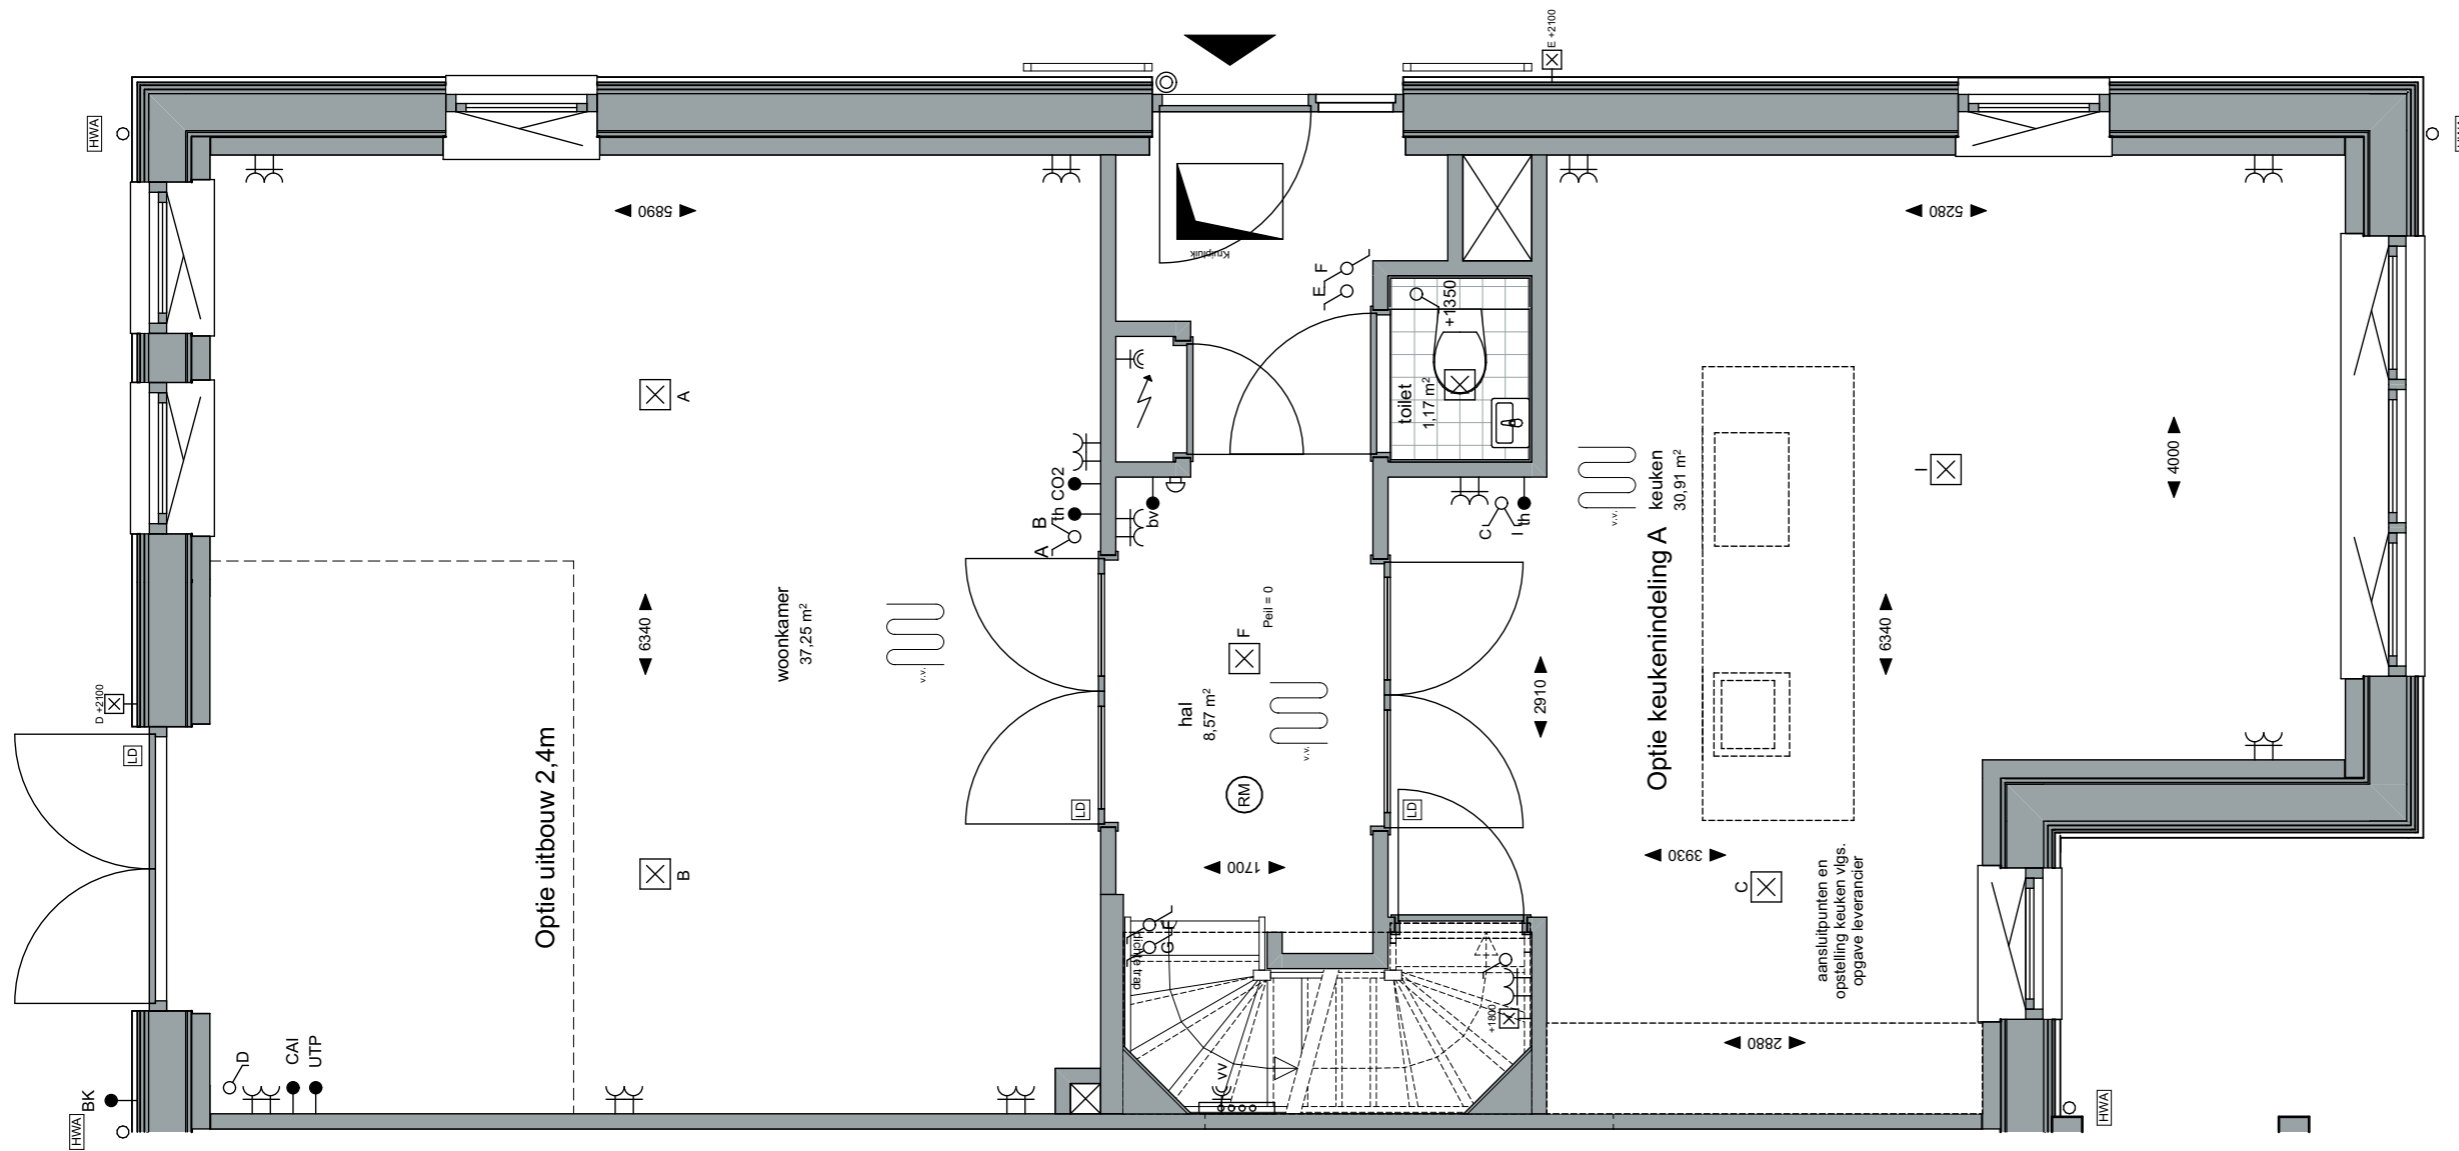 E +2100
HWA
HWA
5890
5280
Kruipluik
E F
+1350
toilet
1,17 m²
A
I
4000
keuken
30,91 m²
v.v.
Optie keukenindeling A
CO2
th
A B
bv
C
I
th
6340
woonkamer
37,25 m²
v.v.
F
Peil = 0
hal
8,57 m²
v.v.
2910
6340
D +2100
LD
Optie uitbouw 2,4m
LD
RM
LD
1700
3930
B
C
aansluitpunten en
opstelling keuken vlgs.
opgave leverancier
G F
dichte trap
+1800
vv
2880
D
CAI
UTP
BK
HWA
HWA